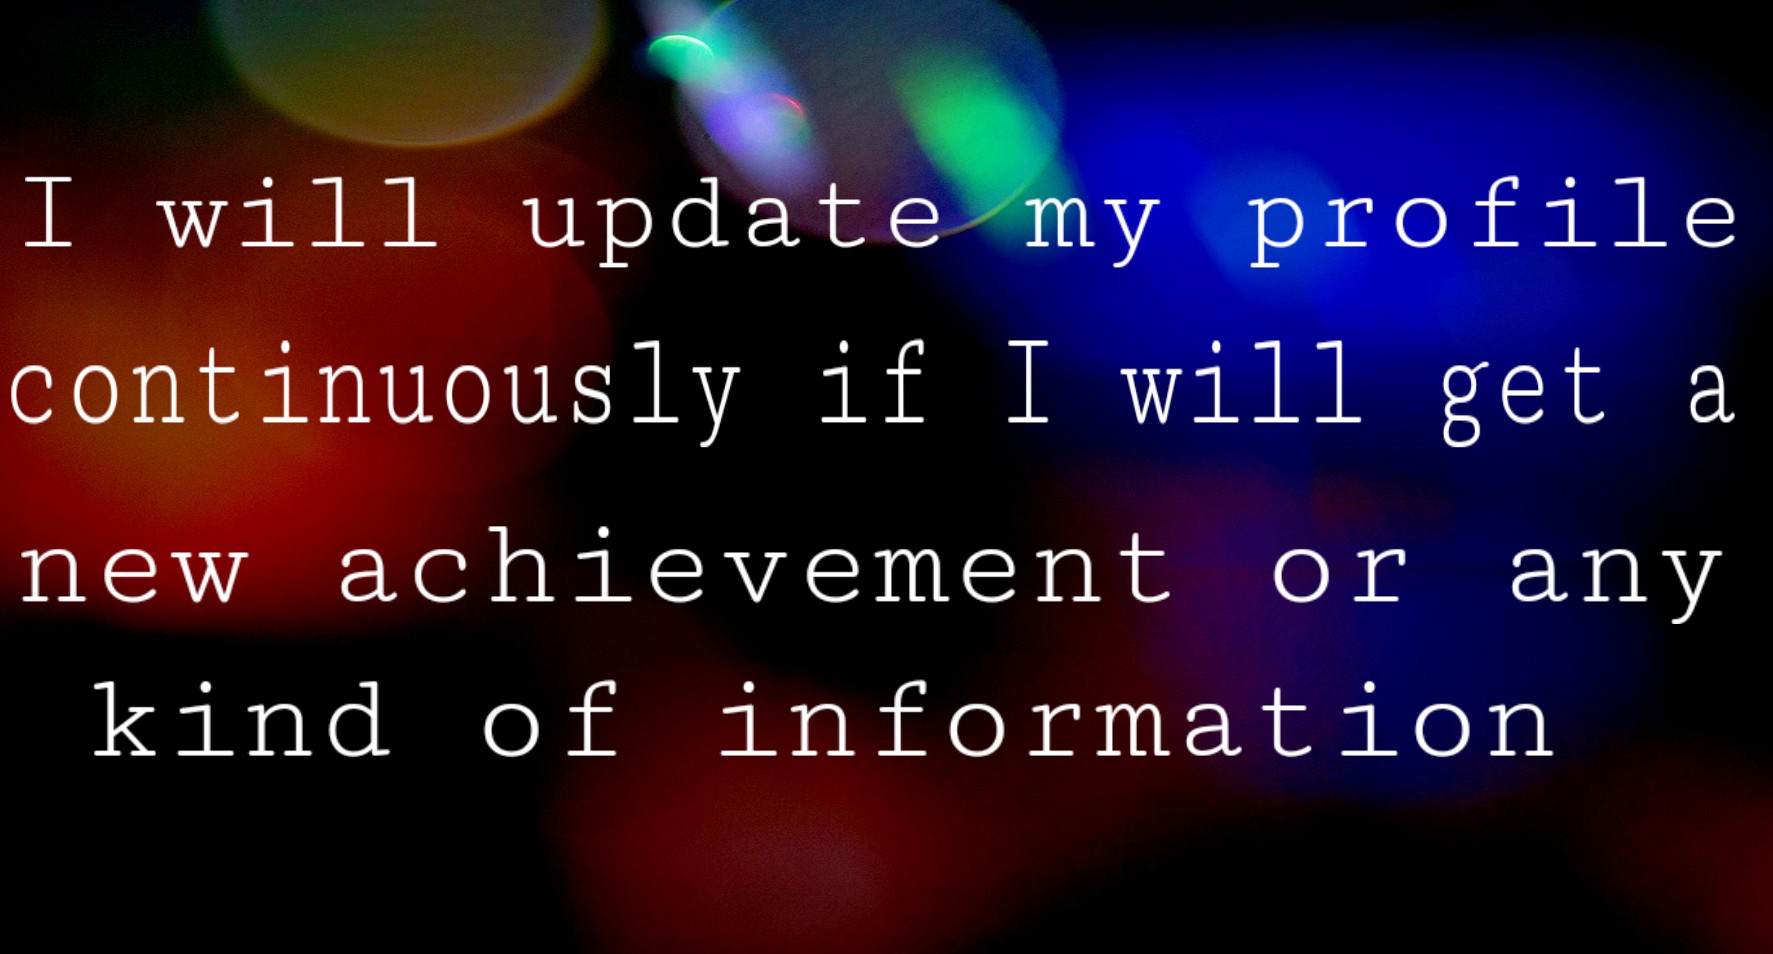 I will update my profile
continuously if I will get a
new achievement or any
kind of information